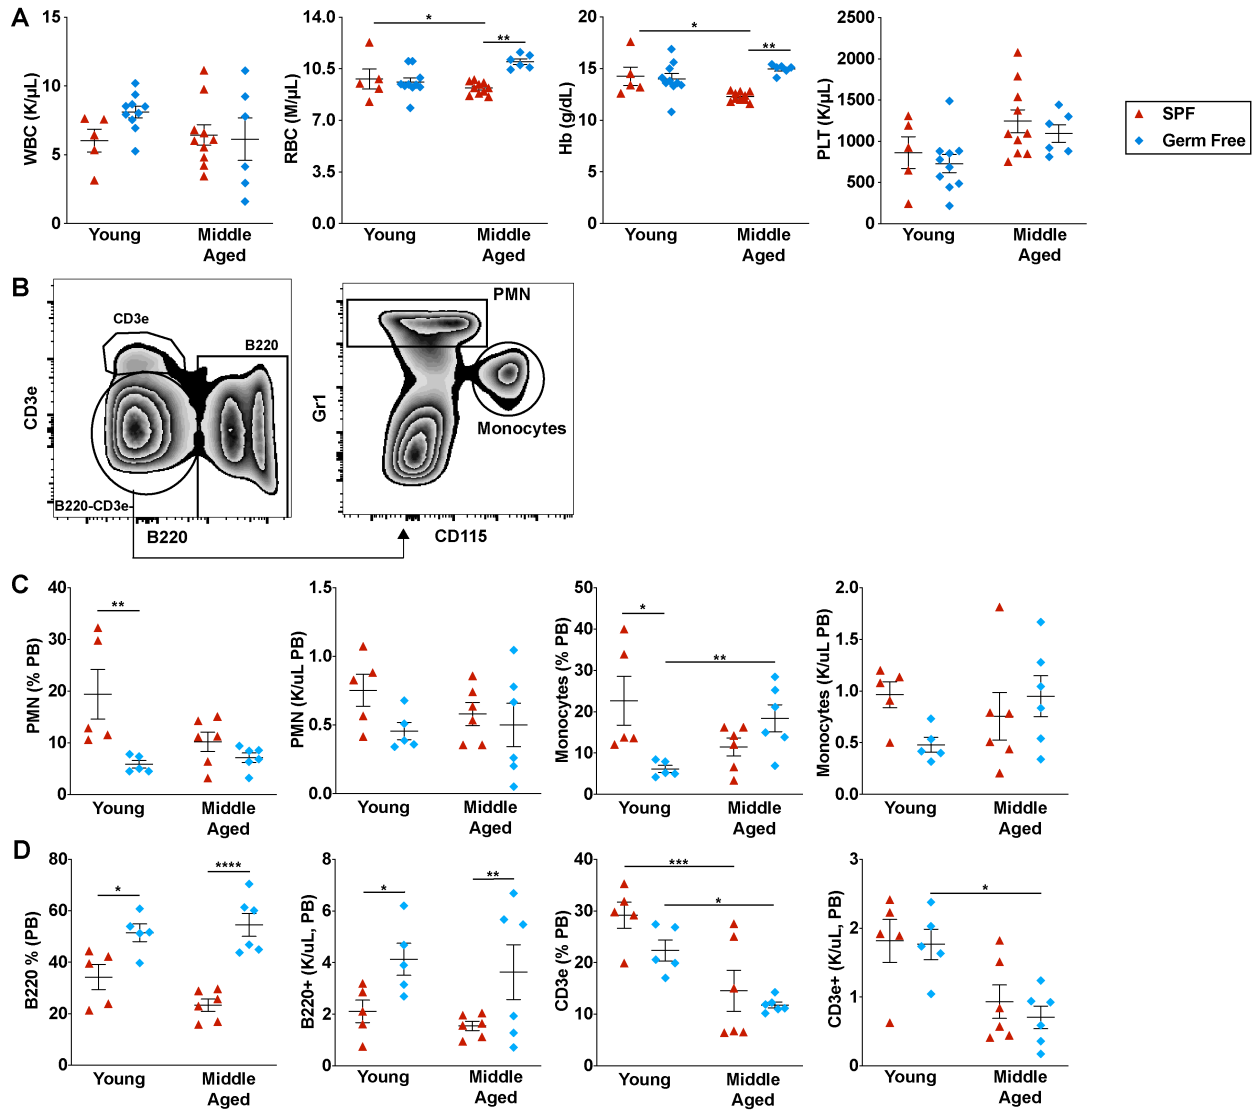 A
WBC (K/µL)
15
10
5
0
Young
Middle
Aged
RBC (M/µL)
14.0
10.5
7.0
3.5
0.0
*
**
Young
Middle
Aged
Hb (g/dL)
20
15
10
5
0
*
**
Young
Middle
Aged
PLT (K/µL)
2500
2000
1500
1000
500
0
Young
Middle
Aged
SPF
Germ Free
B
CD3e
CD3e
B220
B220-CD3e-
B220
Gr1
PMN
Monocytes
CD115
C
PMN (% PB)
40
30
20
10
0
**
Young
Middle
Aged
PMN (K/uL PB)
1.5
1.0
0.5
0.0
Young
Middle
Aged
Monocytes (% PB)
50
40
30
20
10
0
*
**
Young
Middle
Aged
Monocytes (K/uL PB)
2.0
1.5
1.0
0.5
0.0
Young
Middle
Aged
D
B220 % (PB)
80
60
40
20
0
*
****
Young
Middle
Aged
B220+ (K/uL, PB)
8
6
4
2
0
*
**
Young
Middle
Aged
CD3e (% PB)
40
30
20
10
0
***
*
Young
Middle
Aged
CD3e+ (K/uL, PB)
3
2
1
0
*
Young
Middle
Aged